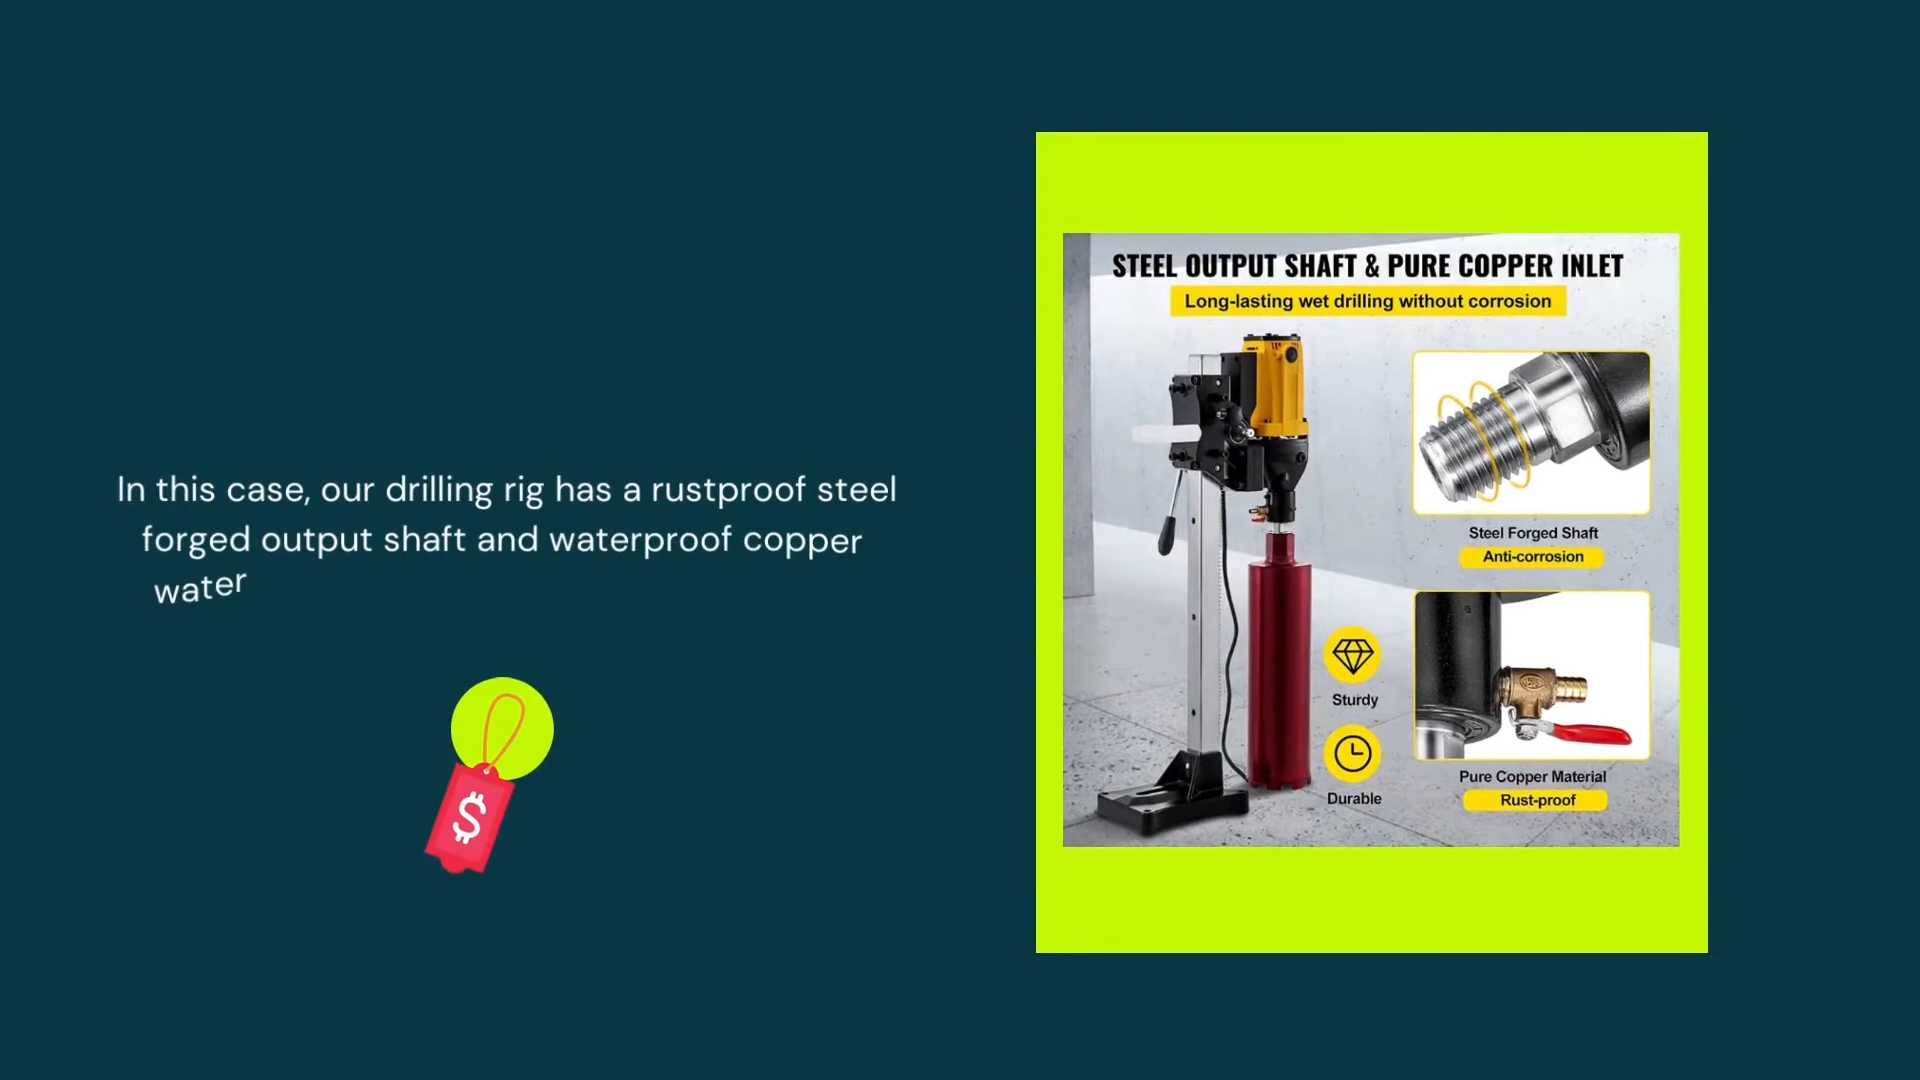 In this case, our drilling rig has a rustproof steel
forged output shaft and waterproof copper
water
$
STEEL OUTPUT SHAFT & PURE COPPER INLET
Long-lasting wet drilling without corrosion
Steel Forged Shaft
Anti-corrosion
Sturdy
Durable
Pure Copper Material
Rust-proof